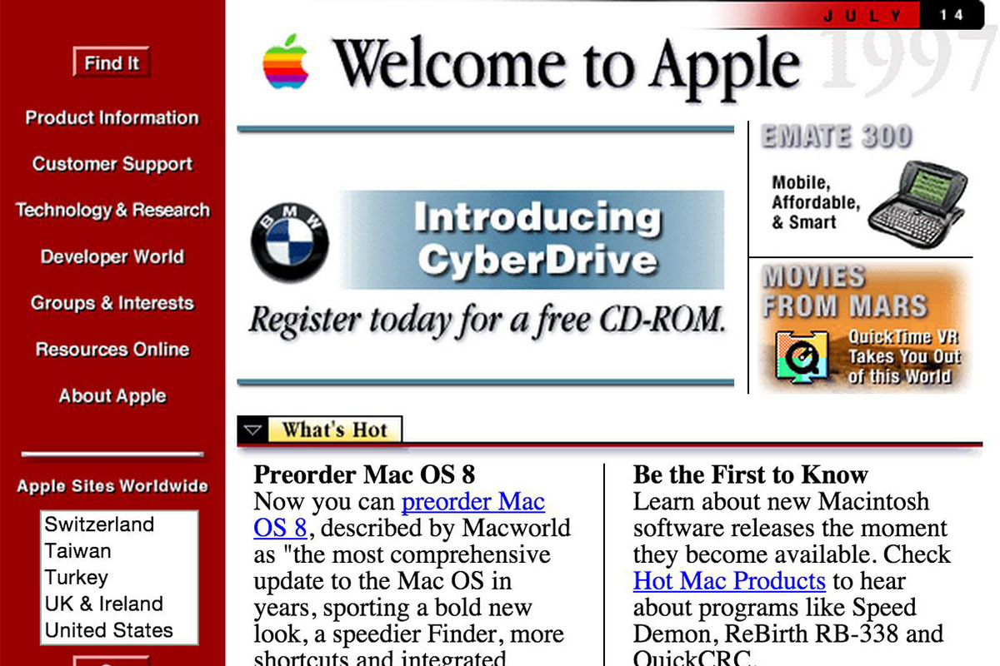 JULY 14
1997
Welcome to Apple
Find It
Product Information
Customer Support
Technology & Research
Developer World
Groups & Interests
Resources Online
About Apple
Apple Sites Worldwide
Switzerland
Taiwan
Turkey
UK & Ireland
United States
BMW
Introducing
CyberDrive
Register today for a free CD-ROM.
EMATE 300
Mobile,
Affordable,
& Smart
MOVIES
FROM MARS
QuickTime VR
Takes You Out
of this World
What's Hot
Preorder Mac OS 8
Now you can preorder Mac
OS 8, described by Macworld
as "the most comprehensive
update to the Mac OS in
years, sporting a bold new
look, a speedier Finder, more
shortcuts and integrated
Be the First to Know
Learn about new Macintosh
software releases the moment
they become available. Check
Hot Mac Products to hear
about programs like Speed
Demon, ReBirth RB-338 and
QuickCRC.